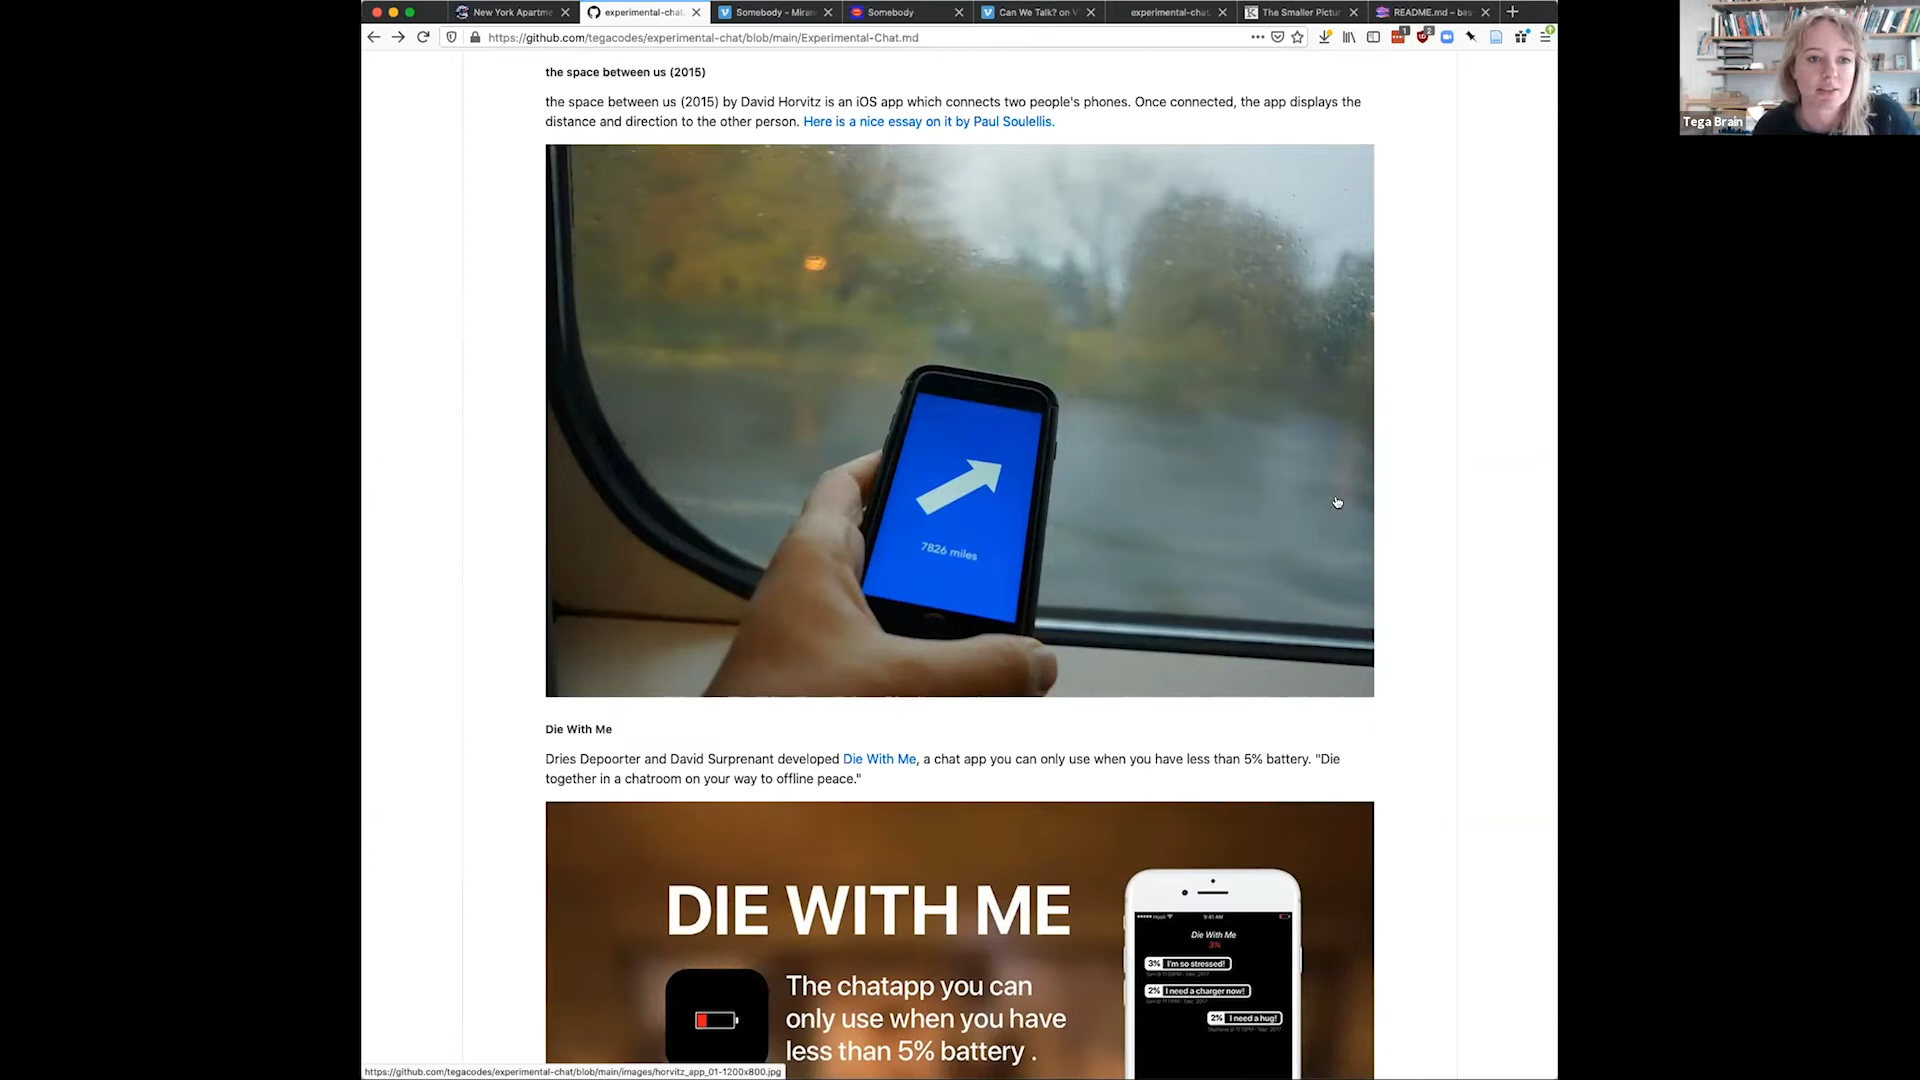 New York Apartme
experimental-chat.
Somebody - Miran
Somebody
Can We Talk? on V
experimental-chat.
The Smaller Pictur
README.md – bas
https://github.com/tegacodes/experimental-chat/blob/main/Experimental-Chat.md
Tega Brain
the space between us (2015)
the space between us (2015) by David Horvitz is an iOS app which connects two people's phones. Once connected, the app displays the
distance and direction to the other person. Here is a nice essay on it by Paul Soulellis.
7826 miles
Die With Me
Dries Depoorter and David Surprenant developed Die With Me, a chat app you can only use when you have less than 5% battery. "Die
together in a chatroom on your way to offline peace."
DIE WITH ME
The chatapp you can
only use when you have
less than 5% battery .
9:41 AM
Die With Me
3%
3% I'm so stressed!
2% I need a charger now!
2% I need a hug!
https://github.com/tegacodes/experimental-chat/blob/main/images/horvitz_app_01-1200x800.jpg